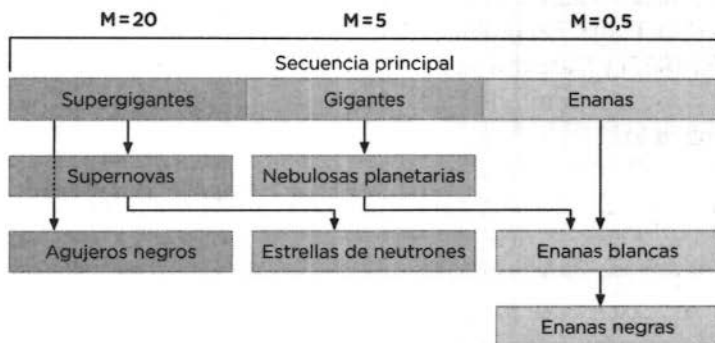 M=20 M=5 M=0,5
Secuencia principal
Supergigantes Gigantes Enanas
Supernovas Nebulosas planetarias
Agujeros negros Estrellas de neutrones Enanas blancas
Enanas negras